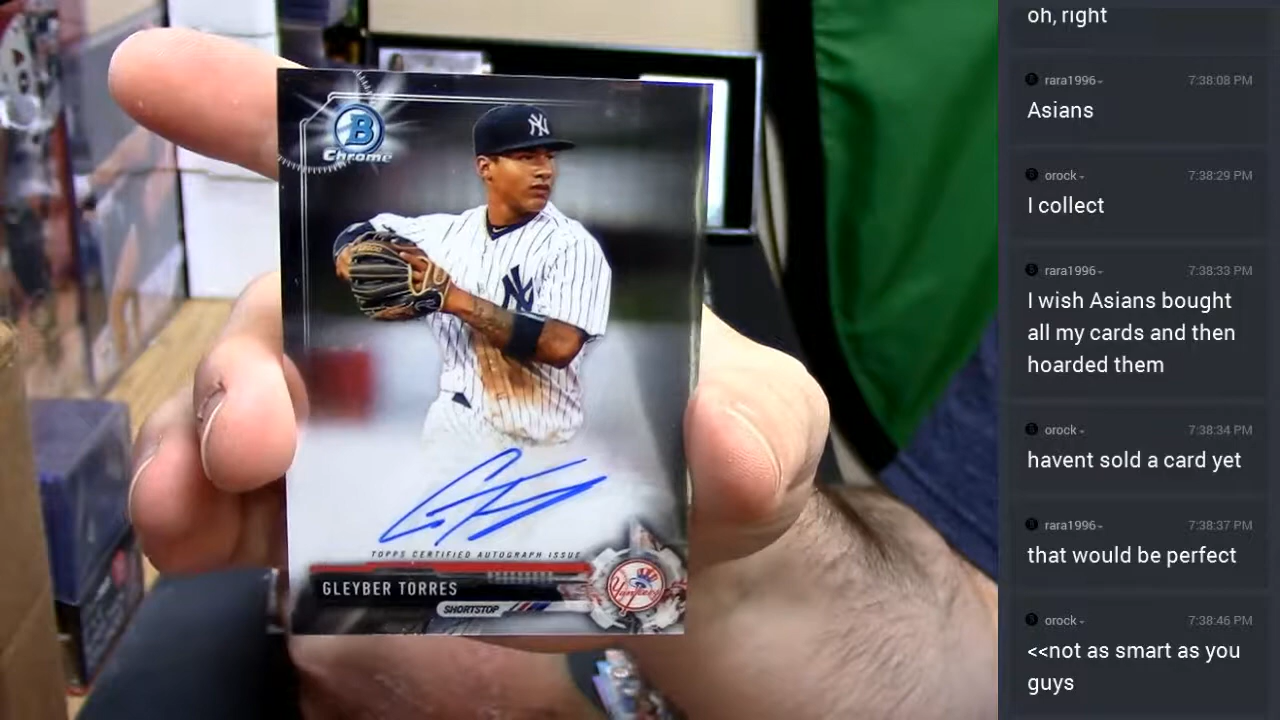 B
Chrome
NY
NY
TOPPS CERTIFIED AUTOGRAPH ISSUE
GLEYBER TORRES
SHORTSTOP
Yankees
oh, right
rara1996
7:38:08 PM
Asians
orock
7:38:29 PM
I collect
rara1996
7:38:33 PM
I wish Asians bought
all my cards and then
hoarded them
orock
7:38:34 PM
havent sold a card yet
rara1996
7:38:37 PM
that would be perfect
orock
7:38:46 PM
<<not as smart as you
guys